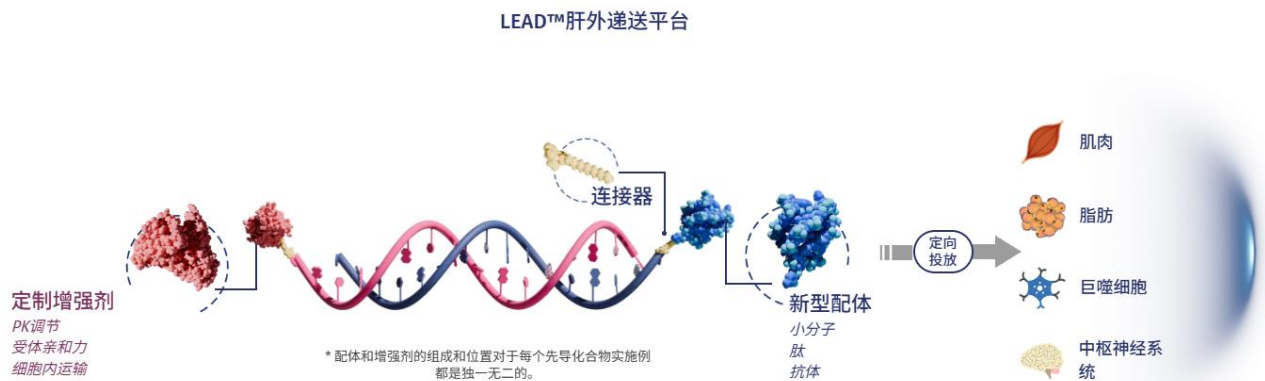 LEAD™肝外递送平台
连接器
定制增强剂
PK调节
受体亲和力
细胞内运输
* 配体和增强剂的组成和位置对于每个先导化合物实施例
都是独一无二的。
新型配体
小分子
肽
抗体
定向
投放
肌肉
脂肪
巨噬细胞
中枢神经系
统